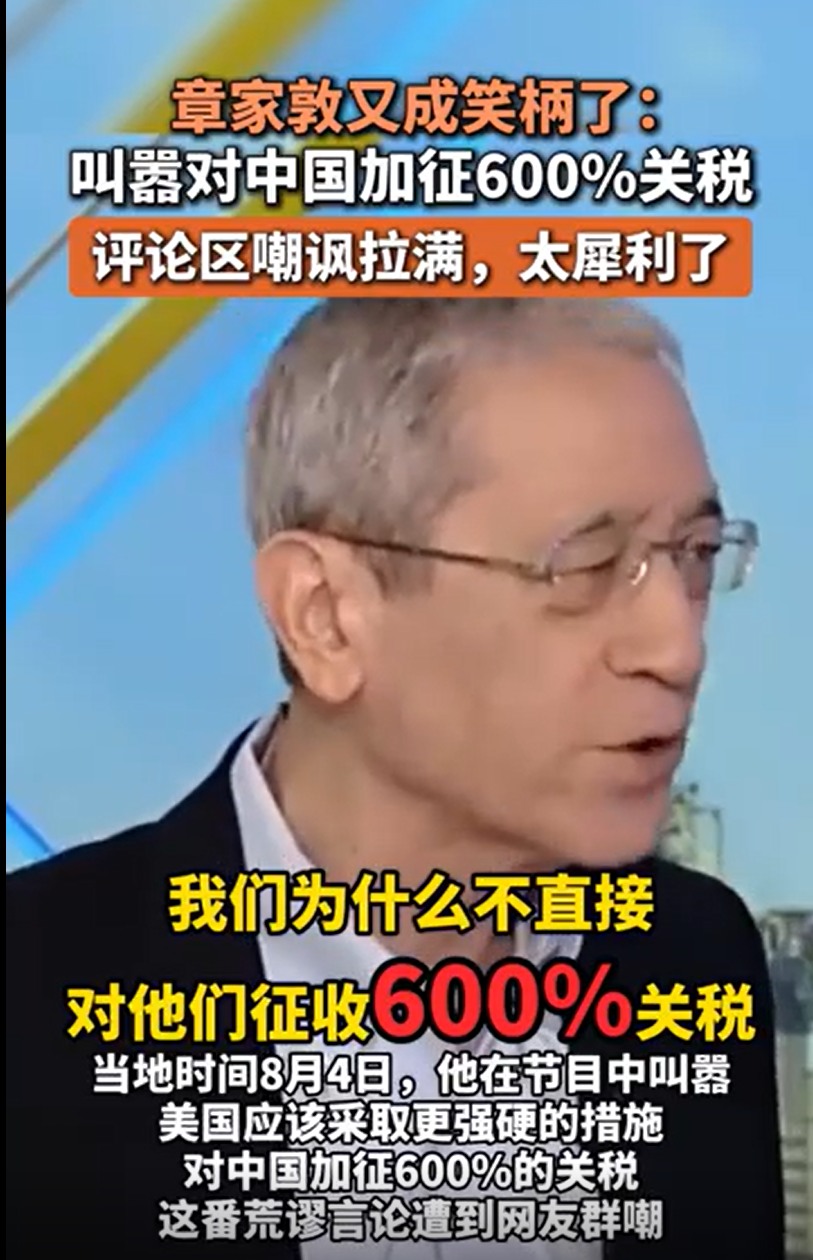 章家敦又成笑柄了：
叫嚣对中国加征600%关税
评论区嘲讽拉满，太犀利了
我们为什么不直接
对他们征收600%关税
当地时间8月4日，他在节目中叫嚣
美国应该采取更强硬的措施
对中国加征600%的关税
这番荒谬言论遭到网友群嘲